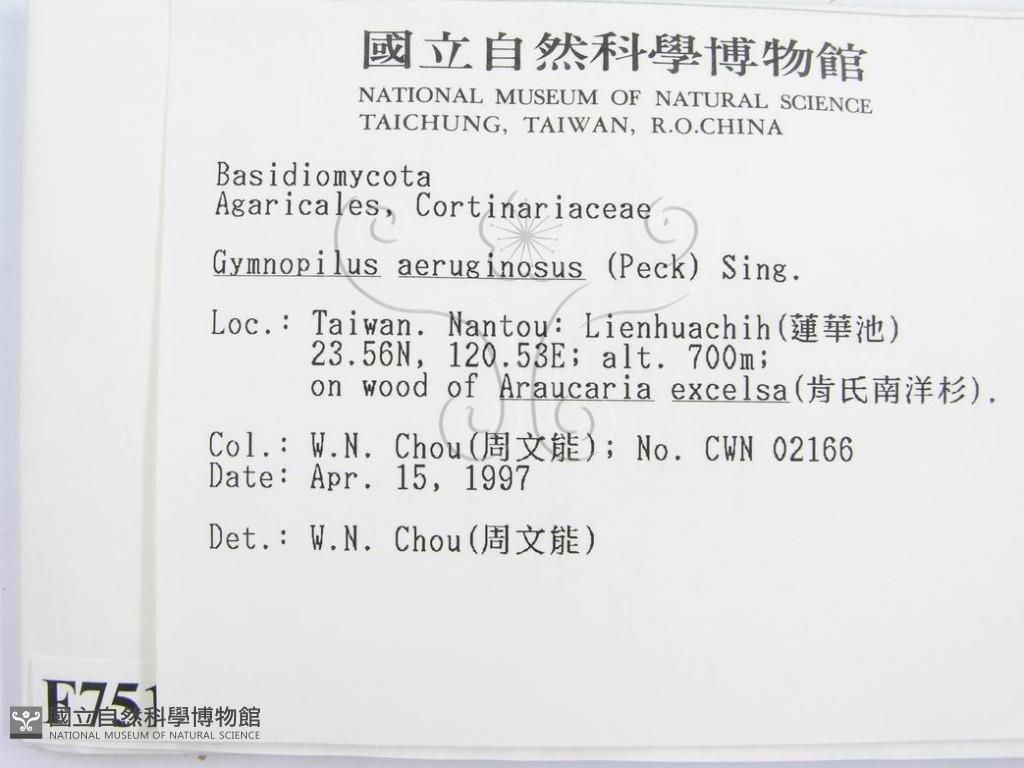 國立自然科學博物館
NATIONAL MUSEUM OF NATURAL SCIENCE
TAICHUNG, TAIWAN, R.O.CHINA
Basidiomycota
Agaricales, Cortinariaceae
Gymnopilus aeruginosus (Peck) Sing.
Loc.: Taiwan. Nantou: Lienhuachih(蓮華池)
23.56N, 120.53E; alt. 700m;
on wood of Araucaria excelsa(肯氏南洋杉).
Col.: W.N. Chou(周文能); No. CWN 02166
Date: Apr. 15, 1997
Det.: W.N. Chou(周文能)
F751
國立自然科學博物館
NATIONAL MUSEUM OF NATURAL SCIENCE